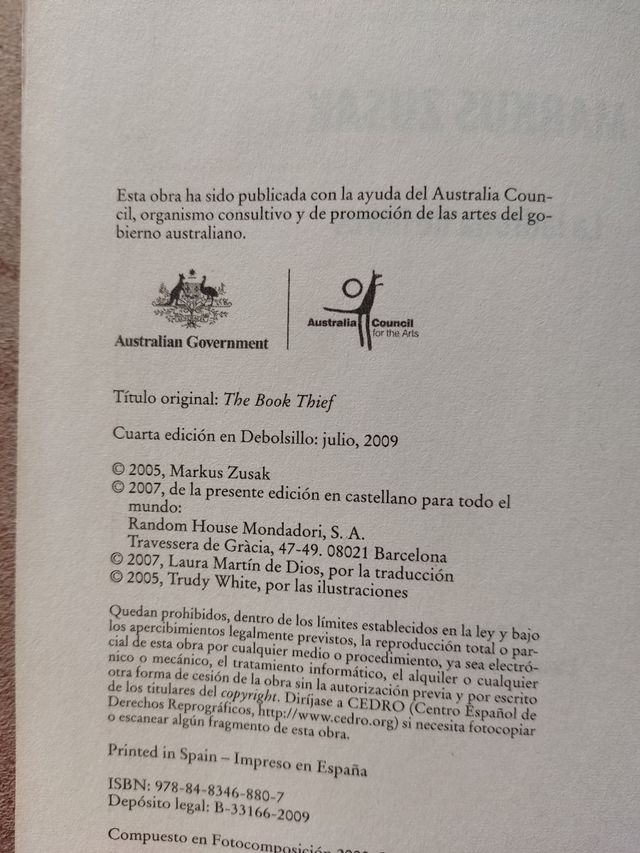 MARKUS ZUSAK
Esta obra ha sido publicada con la ayuda del Australia Coun-
cil, organismo consultivo y de promoción de las artes del go-
bierno australiano.
Australian Government
Australia Council
for the Arts
Título original: The Book Thief
Cuarta edición en Debolsillo: julio, 2009
© 2005, Markus Zusak
© 2007, de la presente edición en castellano para todo el
mundo:
Random House Mondadori, S. A.
Travessera de Gràcia, 47-49. 08021 Barcelona
© 2007, Laura Martín de Dios, por la traducción
© 2005, Trudy White, por las ilustraciones
Quedan prohibidos, dentro de los límites establecidos en la ley y bajo
los apercibimientos legalmente previstos, la reproducción total o par-
cial de esta obra por cualquier medio o procedimiento, ya sea electró-
nico o mecánico, el tratamiento informático, el alquiler o cualquier
otra forma de cesión de la obra sin la autorización previa y por escrito
de los titulares del copyright. Diríjase a CEDRO (Centro Español de
Derechos Reprográficos, http://www.cedro.org) si necesita fotocopiar
o escanear algún fragmento de esta obra.
Printed in Spain – Impreso en España
ISBN: 978-84-8346-880-7
Depósito legal: B-33166-2009
Compuesto en Fotocomposición